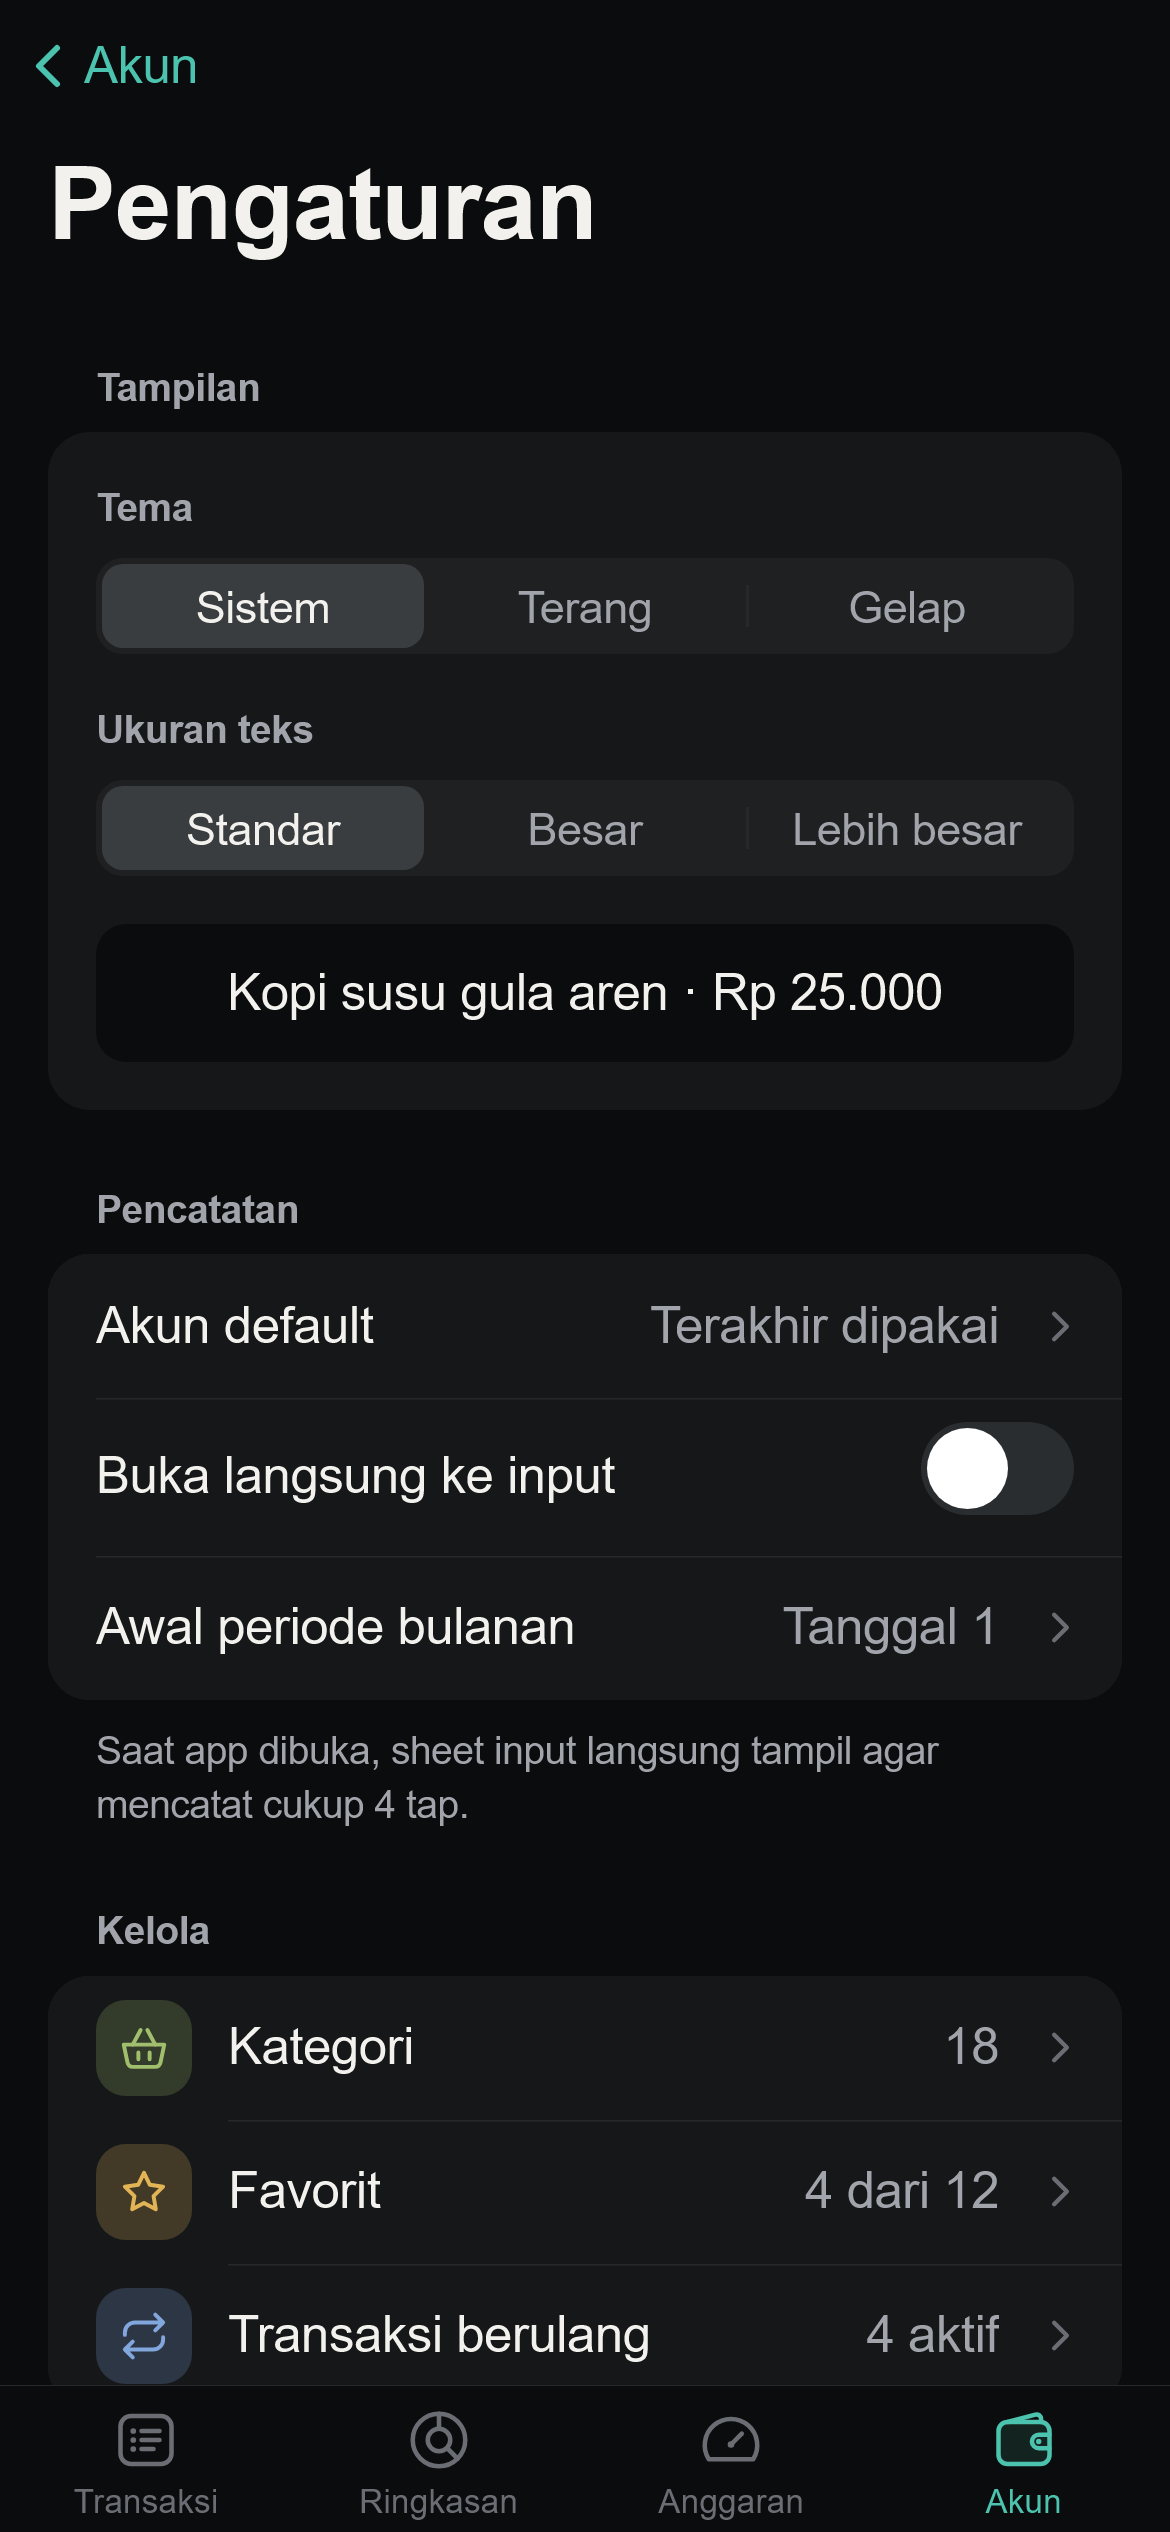 Akun
Pengaturan
Tampilan
Tema
Sistem
Terang
Gelap
Ukuran teks
Standar
Besar
Lebih besar
Kopi susu gula aren · Rp 25.000
Pencatatan
Akun default
Terakhir dipakai
Buka langsung ke input
Awal periode bulanan
Tanggal 1
Saat app dibuka, sheet input langsung tampil agar
mencatat cukup 4 tap.
Kelola
Kategori
18
Favorit
4 dari 12
Transaksi berulang
4 aktif
Transaksi
Ringkasan
Anggaran
Akun